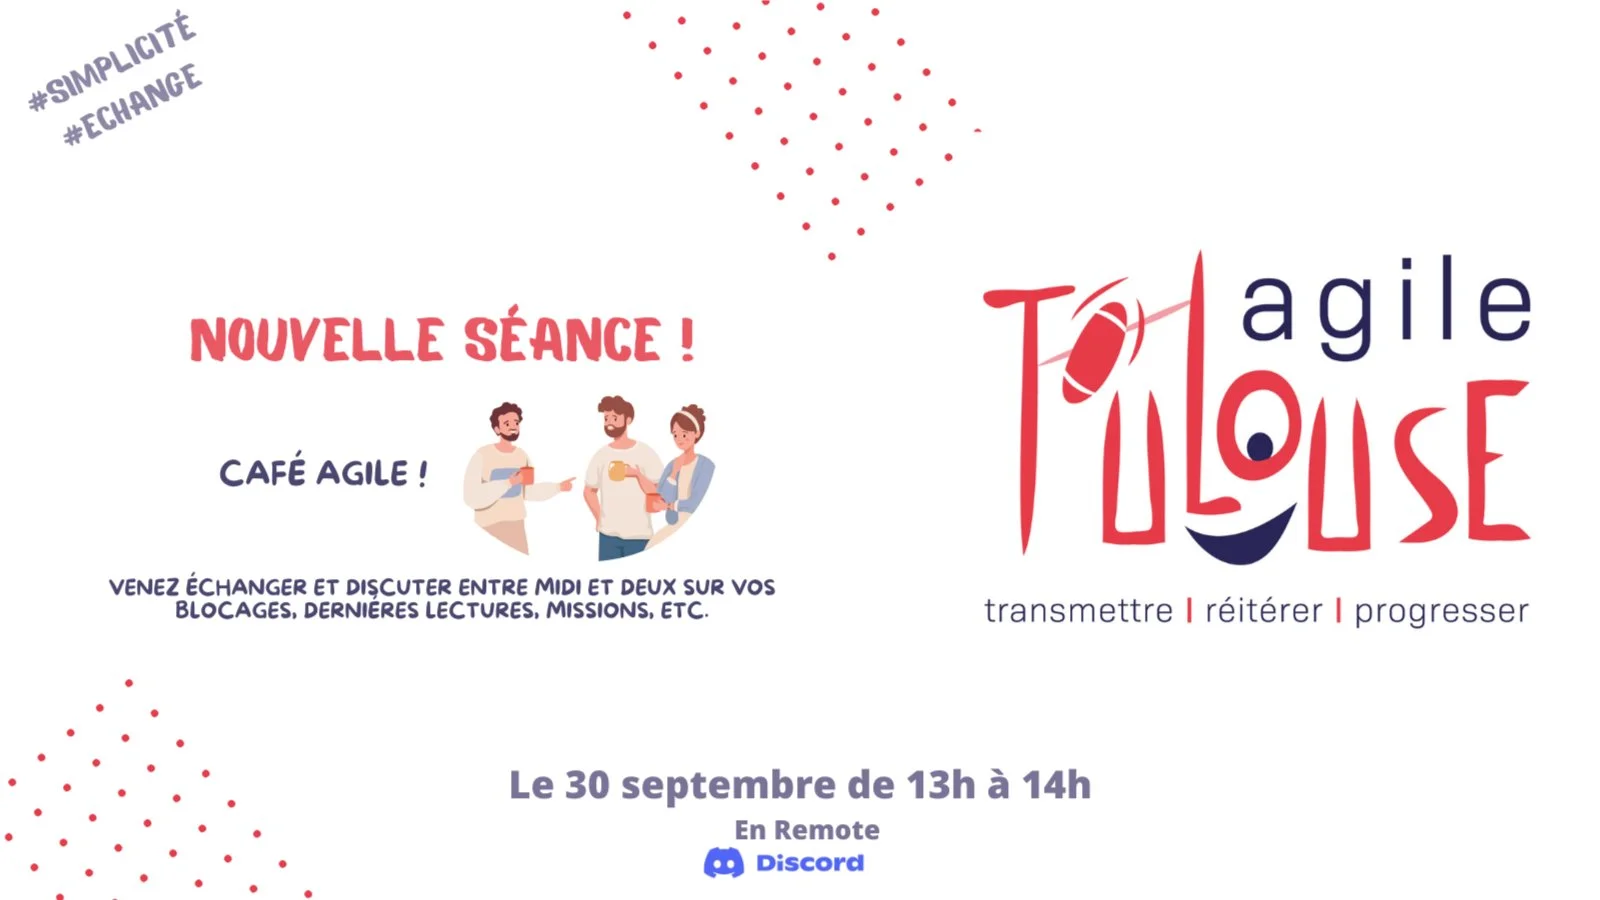 #SIMPLICITÉ
#ECHANGE
NOUVELLE SÉANCE !
CAFÉ AGILE !
VENEZ ÉCHANGER ET DISCUTER ENTRE MIDI ET DEUX SUR VOS
BLOCAGES, DERNIÈRES LECTURES, MISSIONS, ETC.
agile
TOULOUSE
transmettre | réitérer | progresser
Le 30 septembre de 13h à 14h
En Remote
Discord